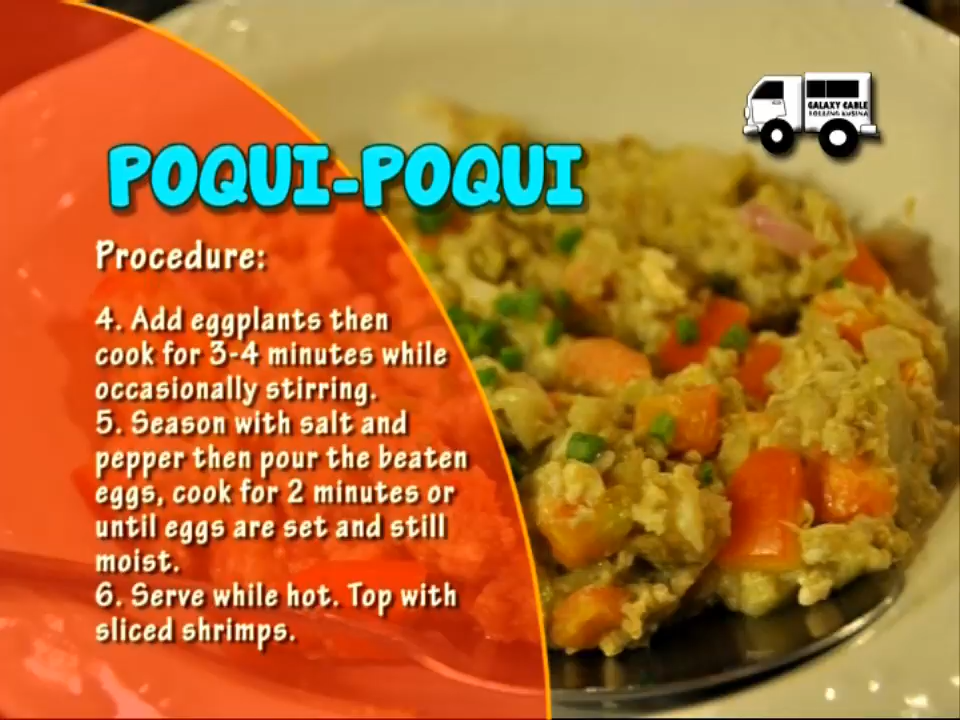 GALAXY CABLE
ROLLING KUSINA
POQUI-POQUI
Procedure:
4. Add eggplants then
cook for 3-4 minutes while
occasionally stirring.
5. Season with salt and
pepper then pour the beaten
eggs, cook for 2 minutes or
until eggs are set and still
moist.
6. Serve while hot. Top with
sliced shrimps.